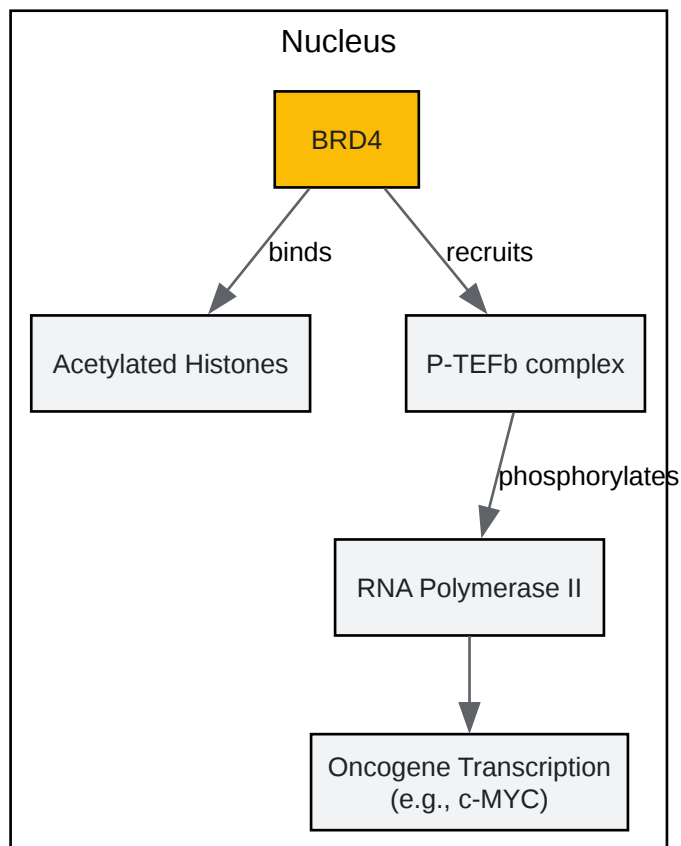 Nucleus
BRD4
binds
recruits
Acetylated Histones
P-TEFb complex
phosphorylates
RNA Polymerase II
Oncogene Transcription
(e.g., c-MYC)